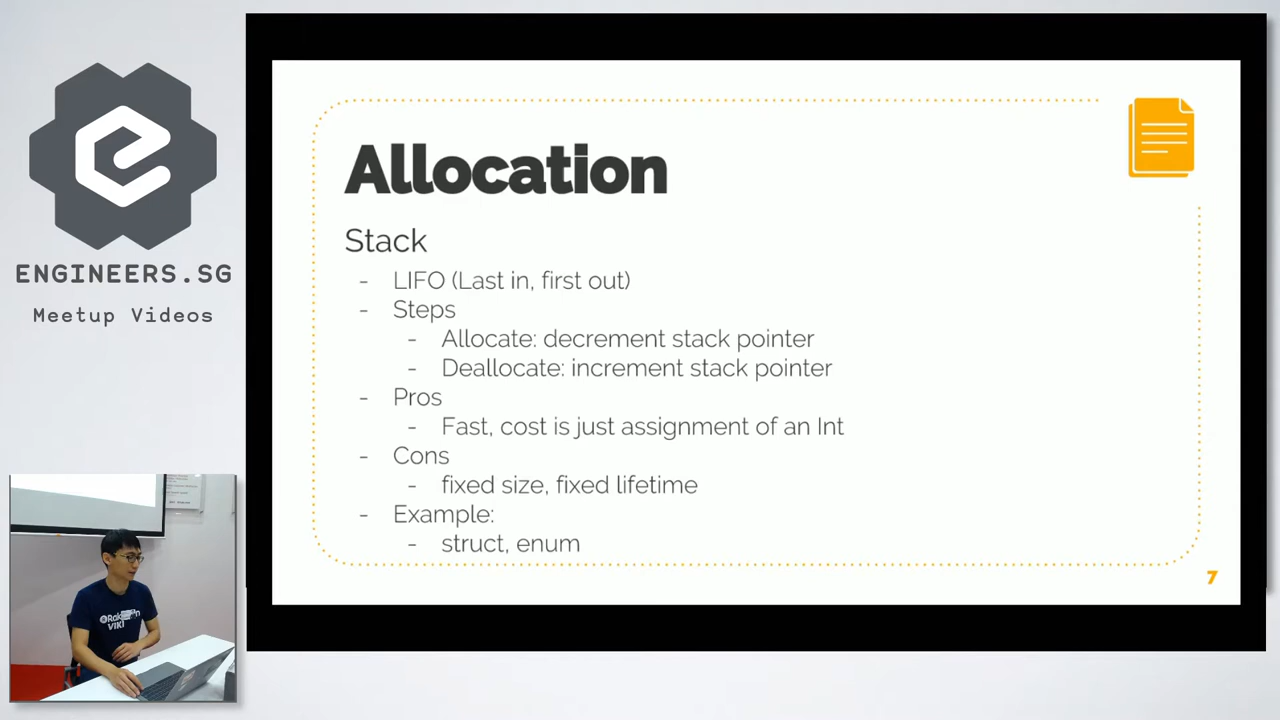 ENGINEERS.SG
Meetup Videos
Allocation
Stack
- LIFO (Last in, first out)
- Steps
- Allocate: decrement stack pointer
- Deallocate: increment stack pointer
- Pros
- Fast, cost is just assignment of an Int
- Cons
- fixed size, fixed lifetime
- Example:
- struct, enum
7
VIKI